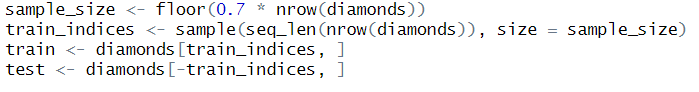 sample_size <- floor(0.7 * nrow(diamonds))
train_indices <- sample(seq_len(nrow(diamonds)), size = sample_size)
train <- diamonds[train_indices, ]
test <- diamonds[-train_indices, ]